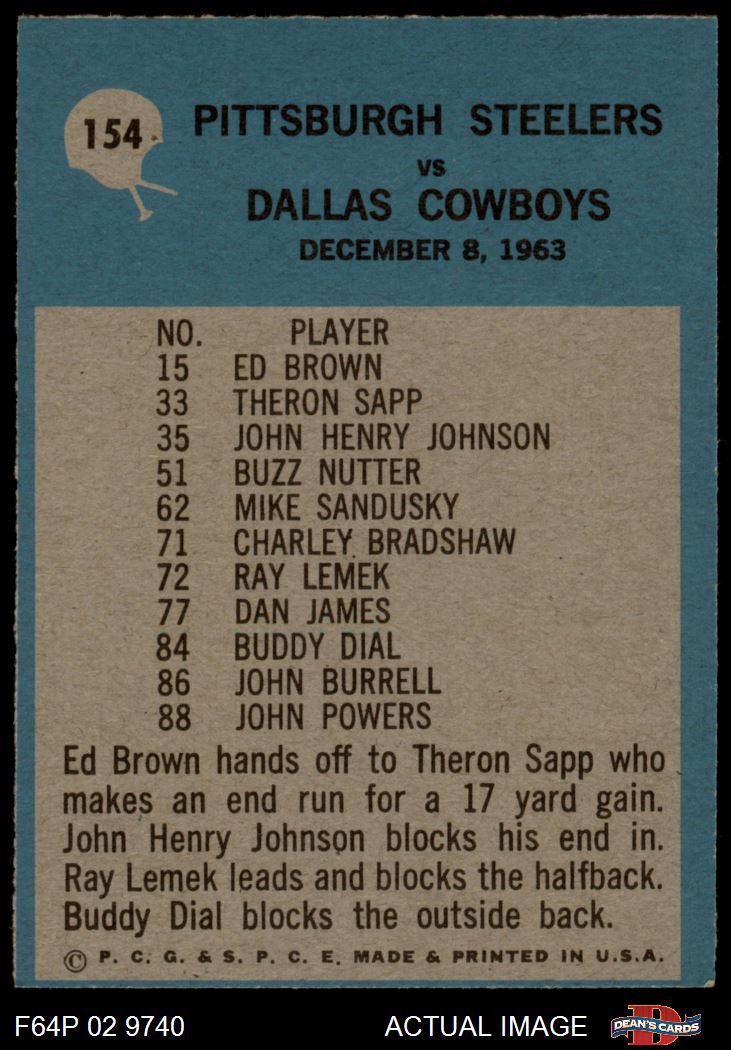 154
PITTSBURGH STEELERS
VS
DALLAS COWBOYS
DECEMBER 8, 1963
NO. PLAYER
15 ED BROWN
33 THERON SAPP
35 JOHN HENRY JOHNSON
51 BUZZ NUTTER
62 MIKE SANDUSKY
71 CHARLEY BRADSHAW
72 RAY LEMEK
77 DAN JAMES
84 BUDDY DIAL
86 JOHN BURRELL
88 JOHN POWERS
Ed Brown hands off to Theron Sapp who
makes an end run for a 17 yard gain.
John Henry Johnson blocks his end in.
Ray Lemek leads and blocks the halfback.
Buddy Dial blocks the outside back.
© P. C. G. & S. P. C. E. MADE & PRINTED IN U.S.A.
F64P 02 9740 ACTUAL IMAGE D DEAN'S CARDS